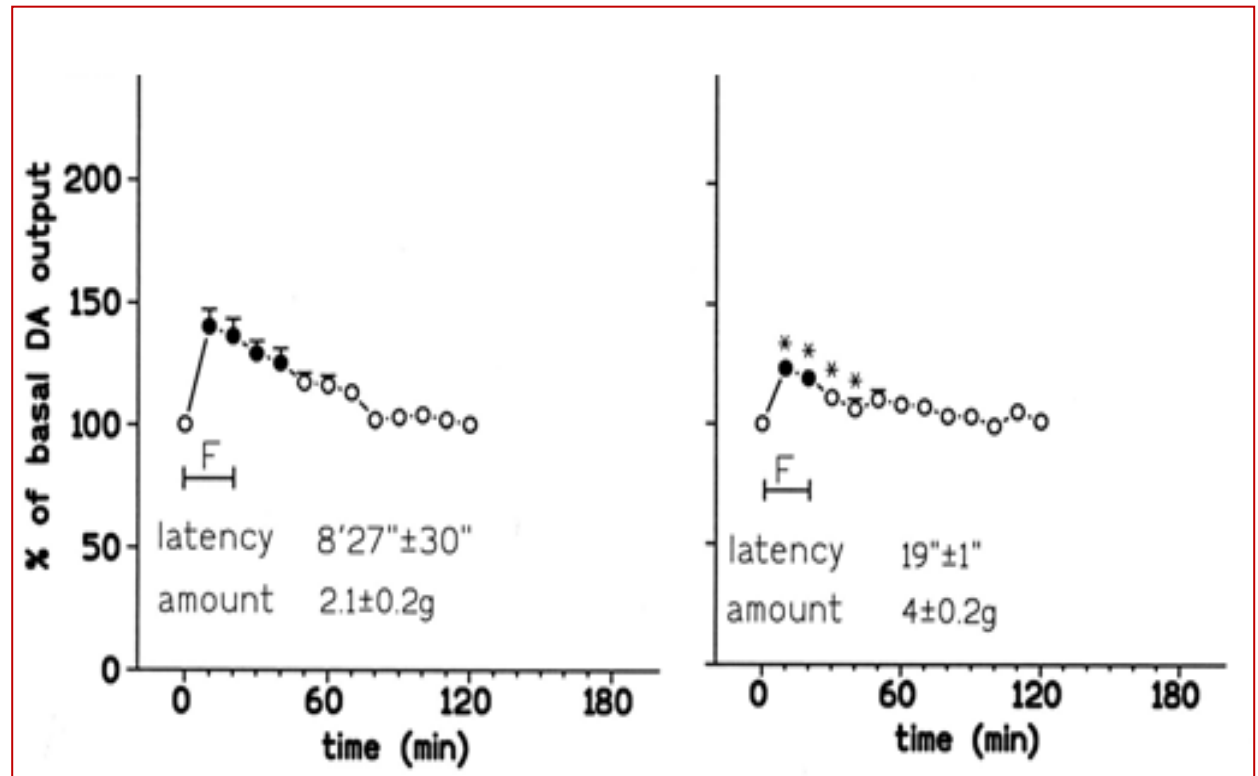 % of basal DA output
200
150
100
50
0
F
latency 8'27"±30"
amount 2.1±0.2g
0 60 120 180
time (min)
* * * *
F
latency 19"±1"
amount 4±0.2g
0 60 120 180
time (min)